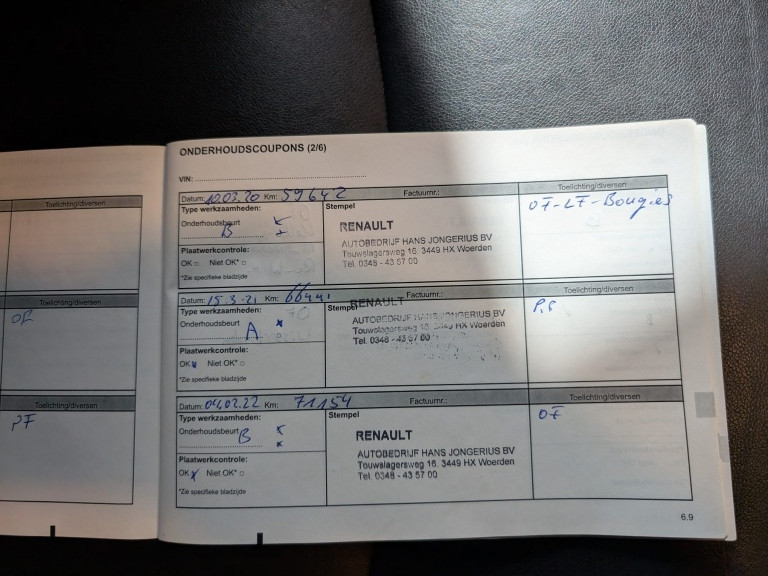 Toelichting/diversen
OF
Toelichting/diversen
Toelichting/diversen
PF
ONDERHOUDSCOUPONS (2/6)
VIN:
Datum: 10.03.20 Km: 59642 Factuurnr.: Toelichting/diversen
Type werkzaamheden: Stempel
OF-LF-Bougies
Onderhoudsbeurt
B
RENAULT
AUTOBEDRIJF HANS JONGERIUS BV
Touwslagersweg 16, 3449 HX Woerden
Tel. 0348 - 43 57 00
Plaatwerkcontrole:
OK □ Niet OK* □
*Zie specifieke bladzijde
Datum: 15.3.21 Km: Factuurnr.: Toelichting/diversen
Type werkzaamheden: Stempel
P.F
Onderhoudsbeurt
A
RENAULT
AUTOBEDRIJF HANS JONGERIUS BV
Touwslagersweg 16, 3449 HX Woerden
Tel. 0348 - 43 57 00
Plaatwerkcontrole:
OK Niet OK* □
*Zie specifieke bladzijde
Datum: 04.02.22 Km: 71154 Factuurnr.: Toelichting/diversen
Type werkzaamheden: Stempel
OF
Onderhoudsbeurt
B
RENAULT
AUTOBEDRIJF HANS JONGERIUS BV
Touwslagersweg 16, 3449 HX Woerden
Tel. 0348 - 43 57 00
Plaatwerkcontrole:
OK Niet OK* □
*Zie specifieke bladzijde
6.9